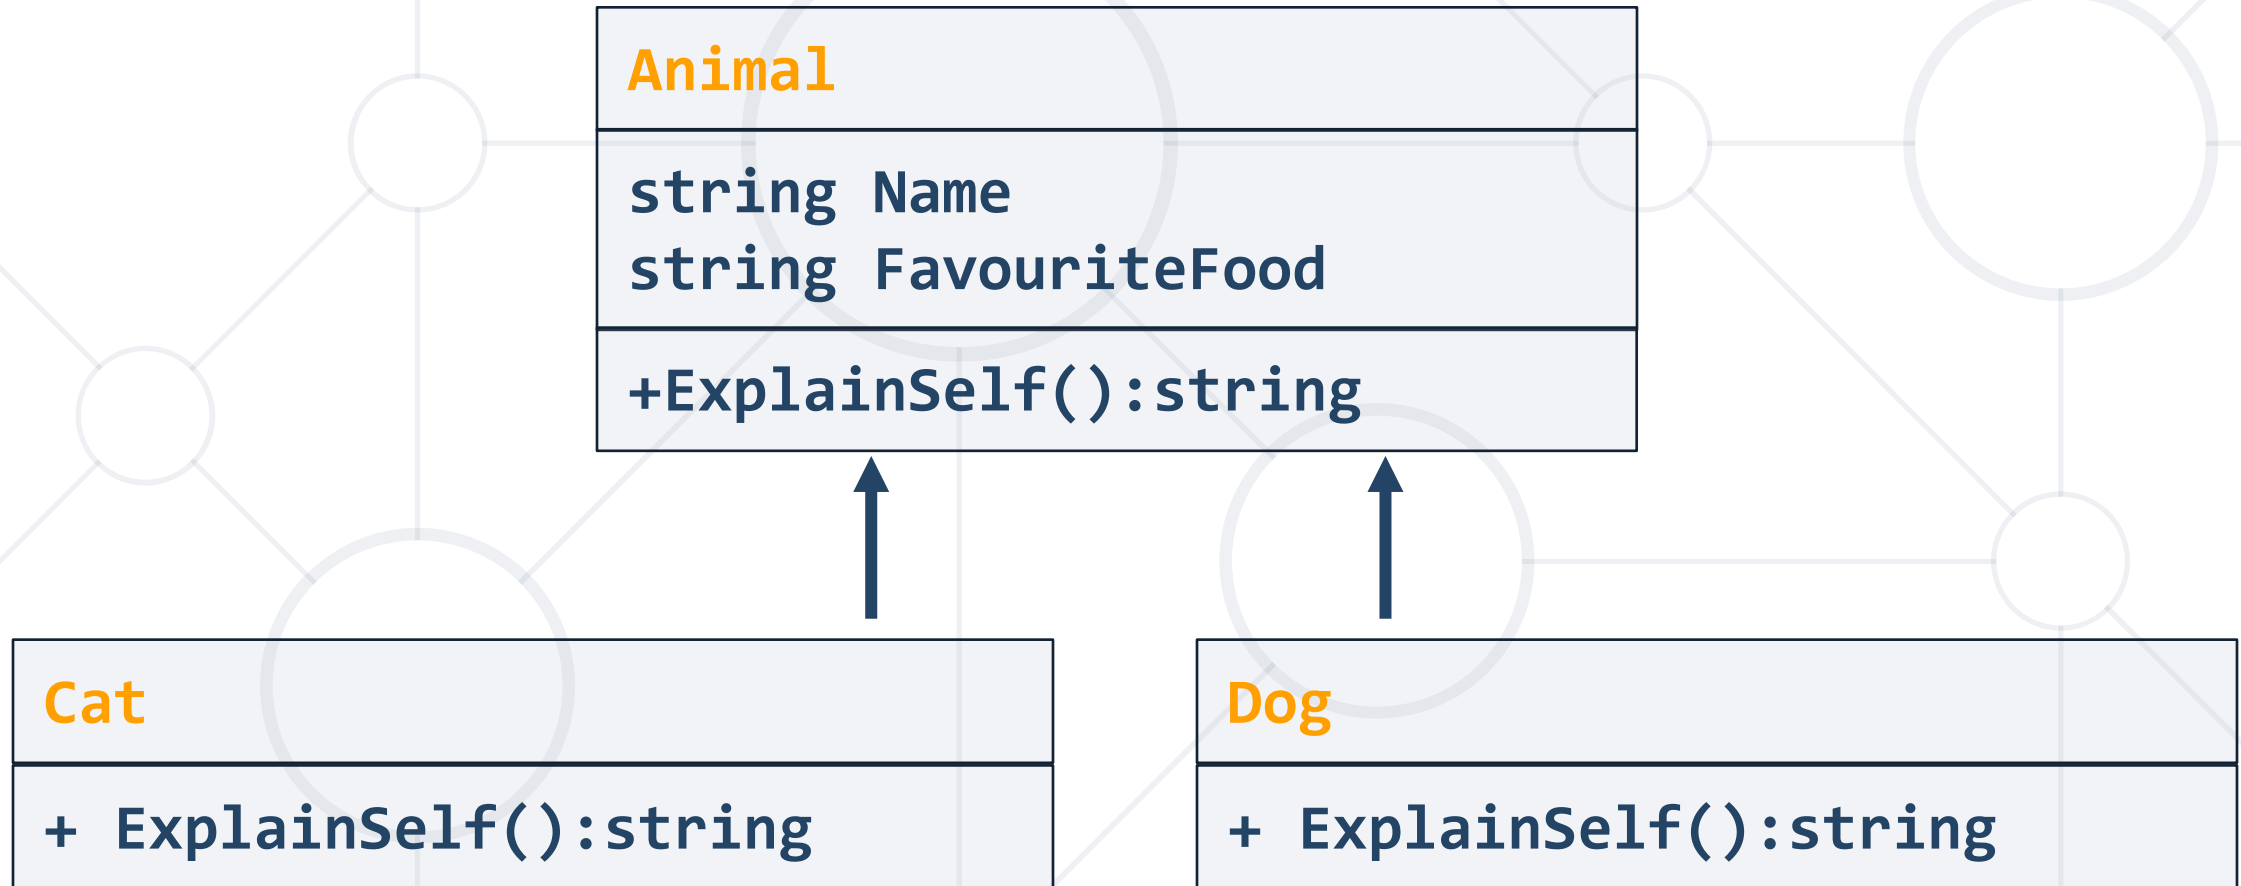 Animal
string Name
string FavouriteFood
+ExplainSelf():string
Cat
+ ExplainSelf():string
Dog
+ ExplainSelf():string